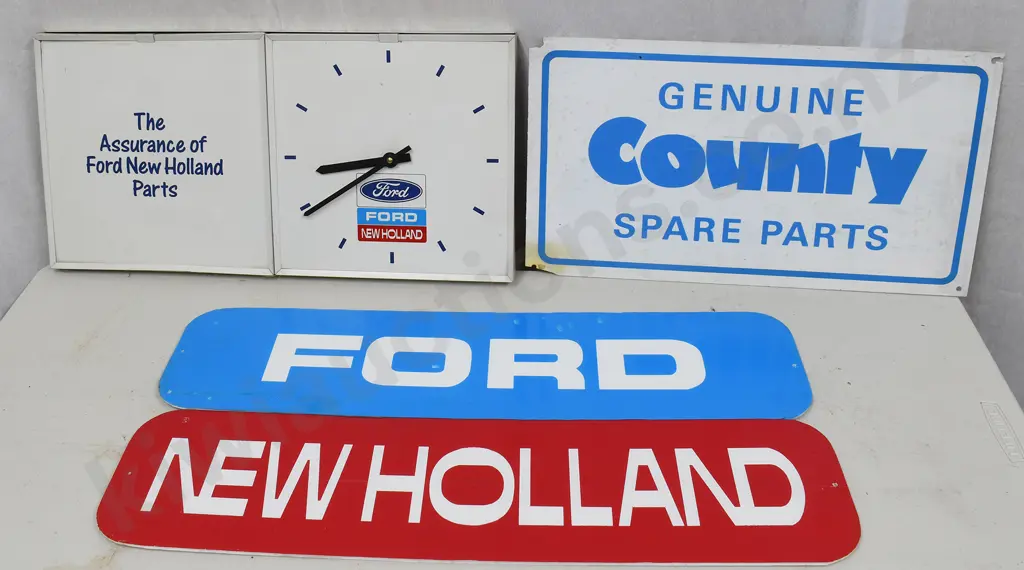 The
Assurance of
Ford New Holland
Parts
Ford
FORD
NEW HOLLAND
GENUINE
County
SPARE PARTS
FORD
NEW HOLLAND